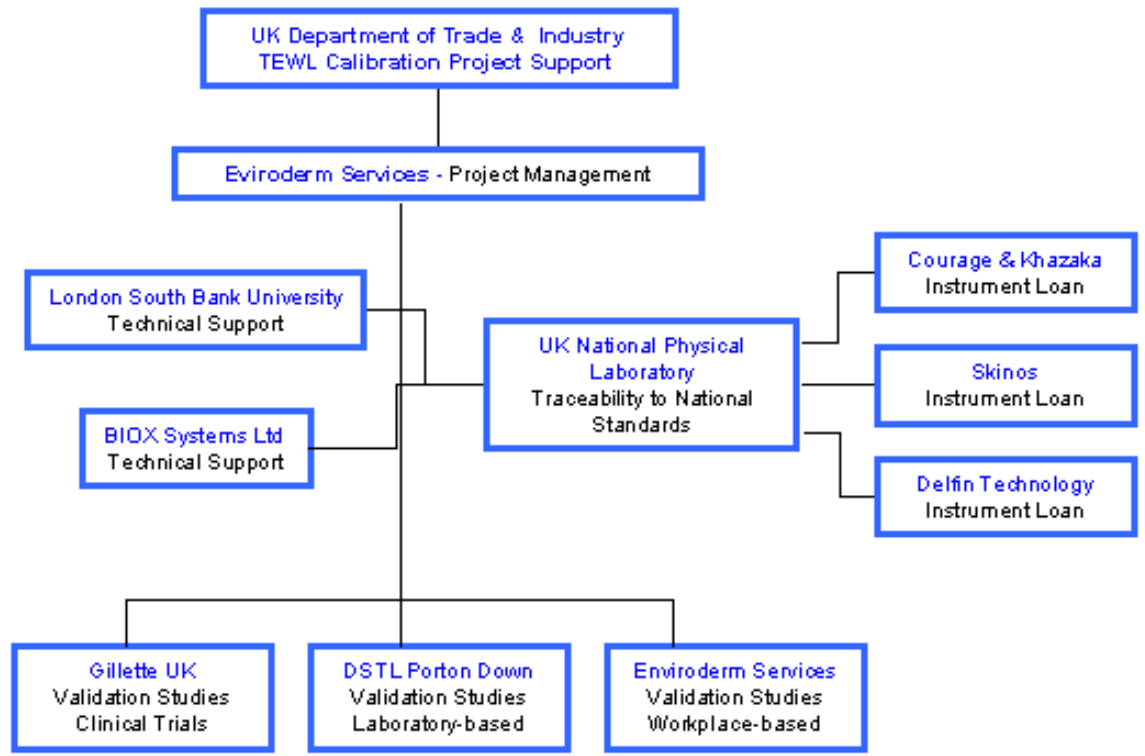 UK Department of Trade & Industry
TEWL Calibration Project Support
Eviroderm Services - Project Management
London South Bank University
Technical Support
BIOX Systems Ltd
Technical Support
UK National Physical
Laboratory
Traceability to National
Standards
Courage & Khazaka
Instrument Loan
Skinos
Instrument Loan
Delfin Technology
Instrument Loan
Gillette UK
Validation Studies
Clinical Trials
DSTL Porton Down
Validation Studies
Laboratory-based
Enviroderm Services
Validation Studies
Workplace-based